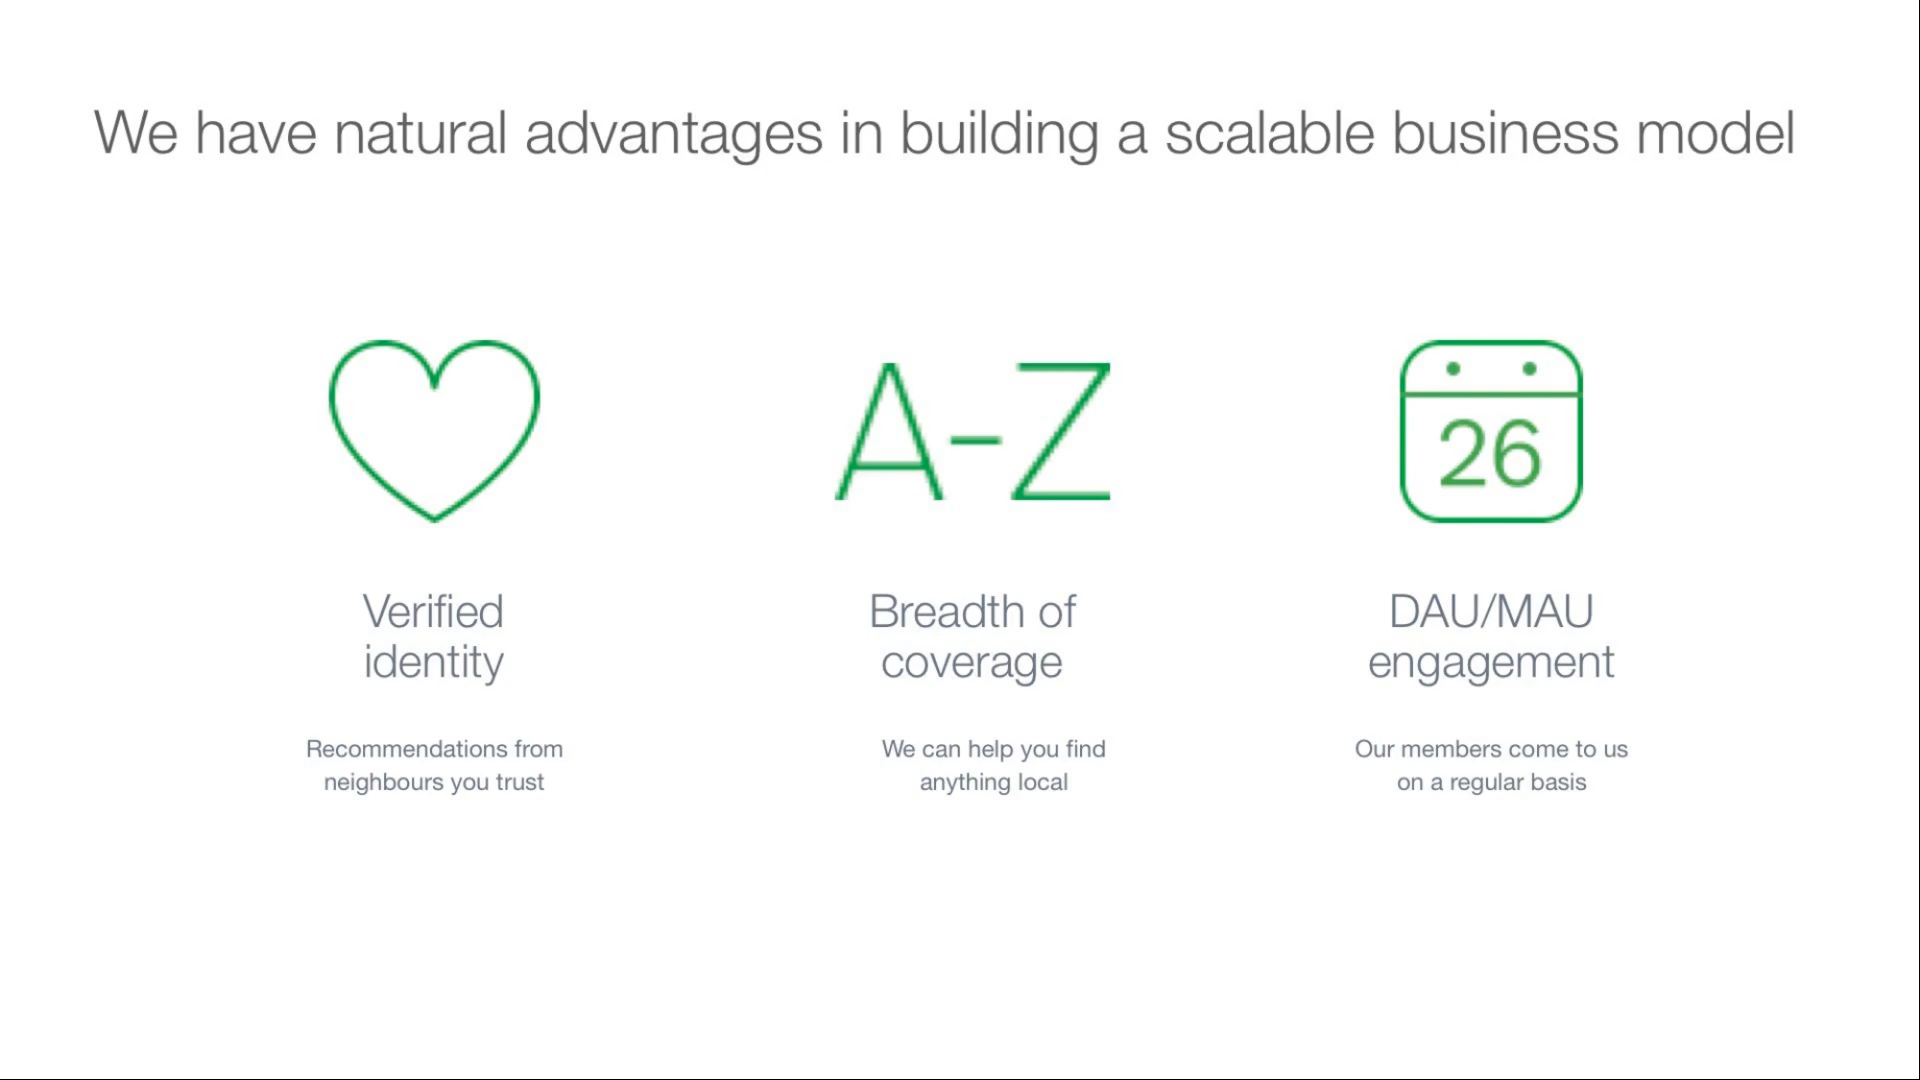 We have natural advantages in building a scalable business model
A-Z
26
Verified
identity
Recommendations from
neighbours you trust
Breadth of
coverage
We can help you find
anything local
DAU/MAU
engagement
Our members come to us
on a regular basis